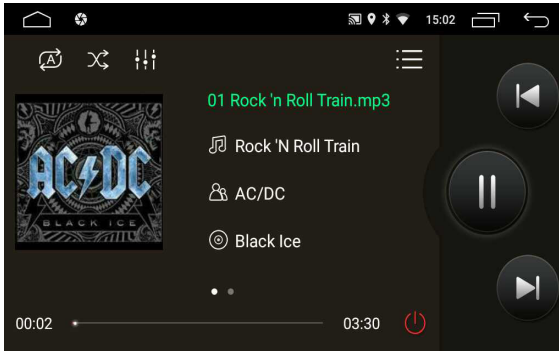 15:02
A
01 Rock 'n Roll Train.mp3
Rock 'N Roll Train
AC/DC
Black Ice
AC DC
BLACK ICE
00:02
03:30